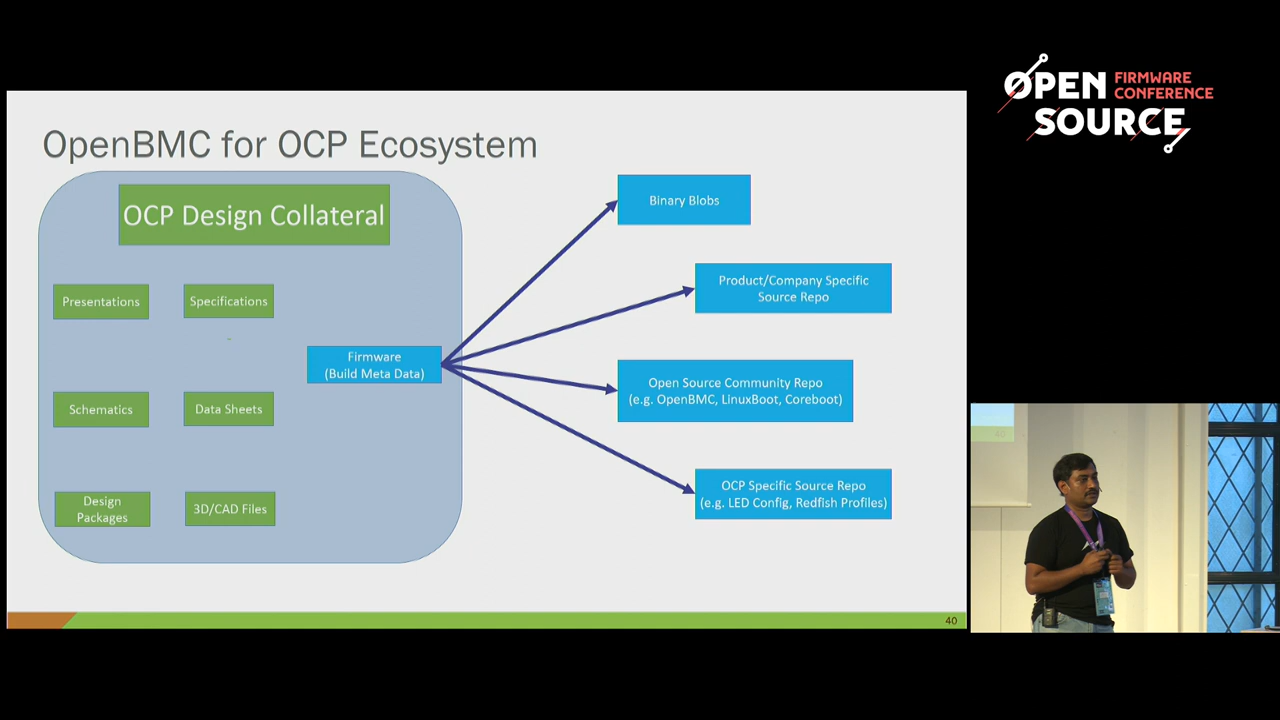 OPEN FIRMWARE
CONFERENCE
SOURCE
OpenBMC for OCP Ecosystem
OCP Design Collateral
Presentations
Specifications
Schematics
Data Sheets
Design
Packages
3D/CAD Files
Firmware
(Build Meta Data)
Binary Blobs
Product/Company Specific
Source Repo
Open Source Community Repo
(e.g. OpenBMC, LinuxBoot, Coreboot)
OCP Specific Source Repo
(e.g. LED Config, Redfish Profiles)
40
40